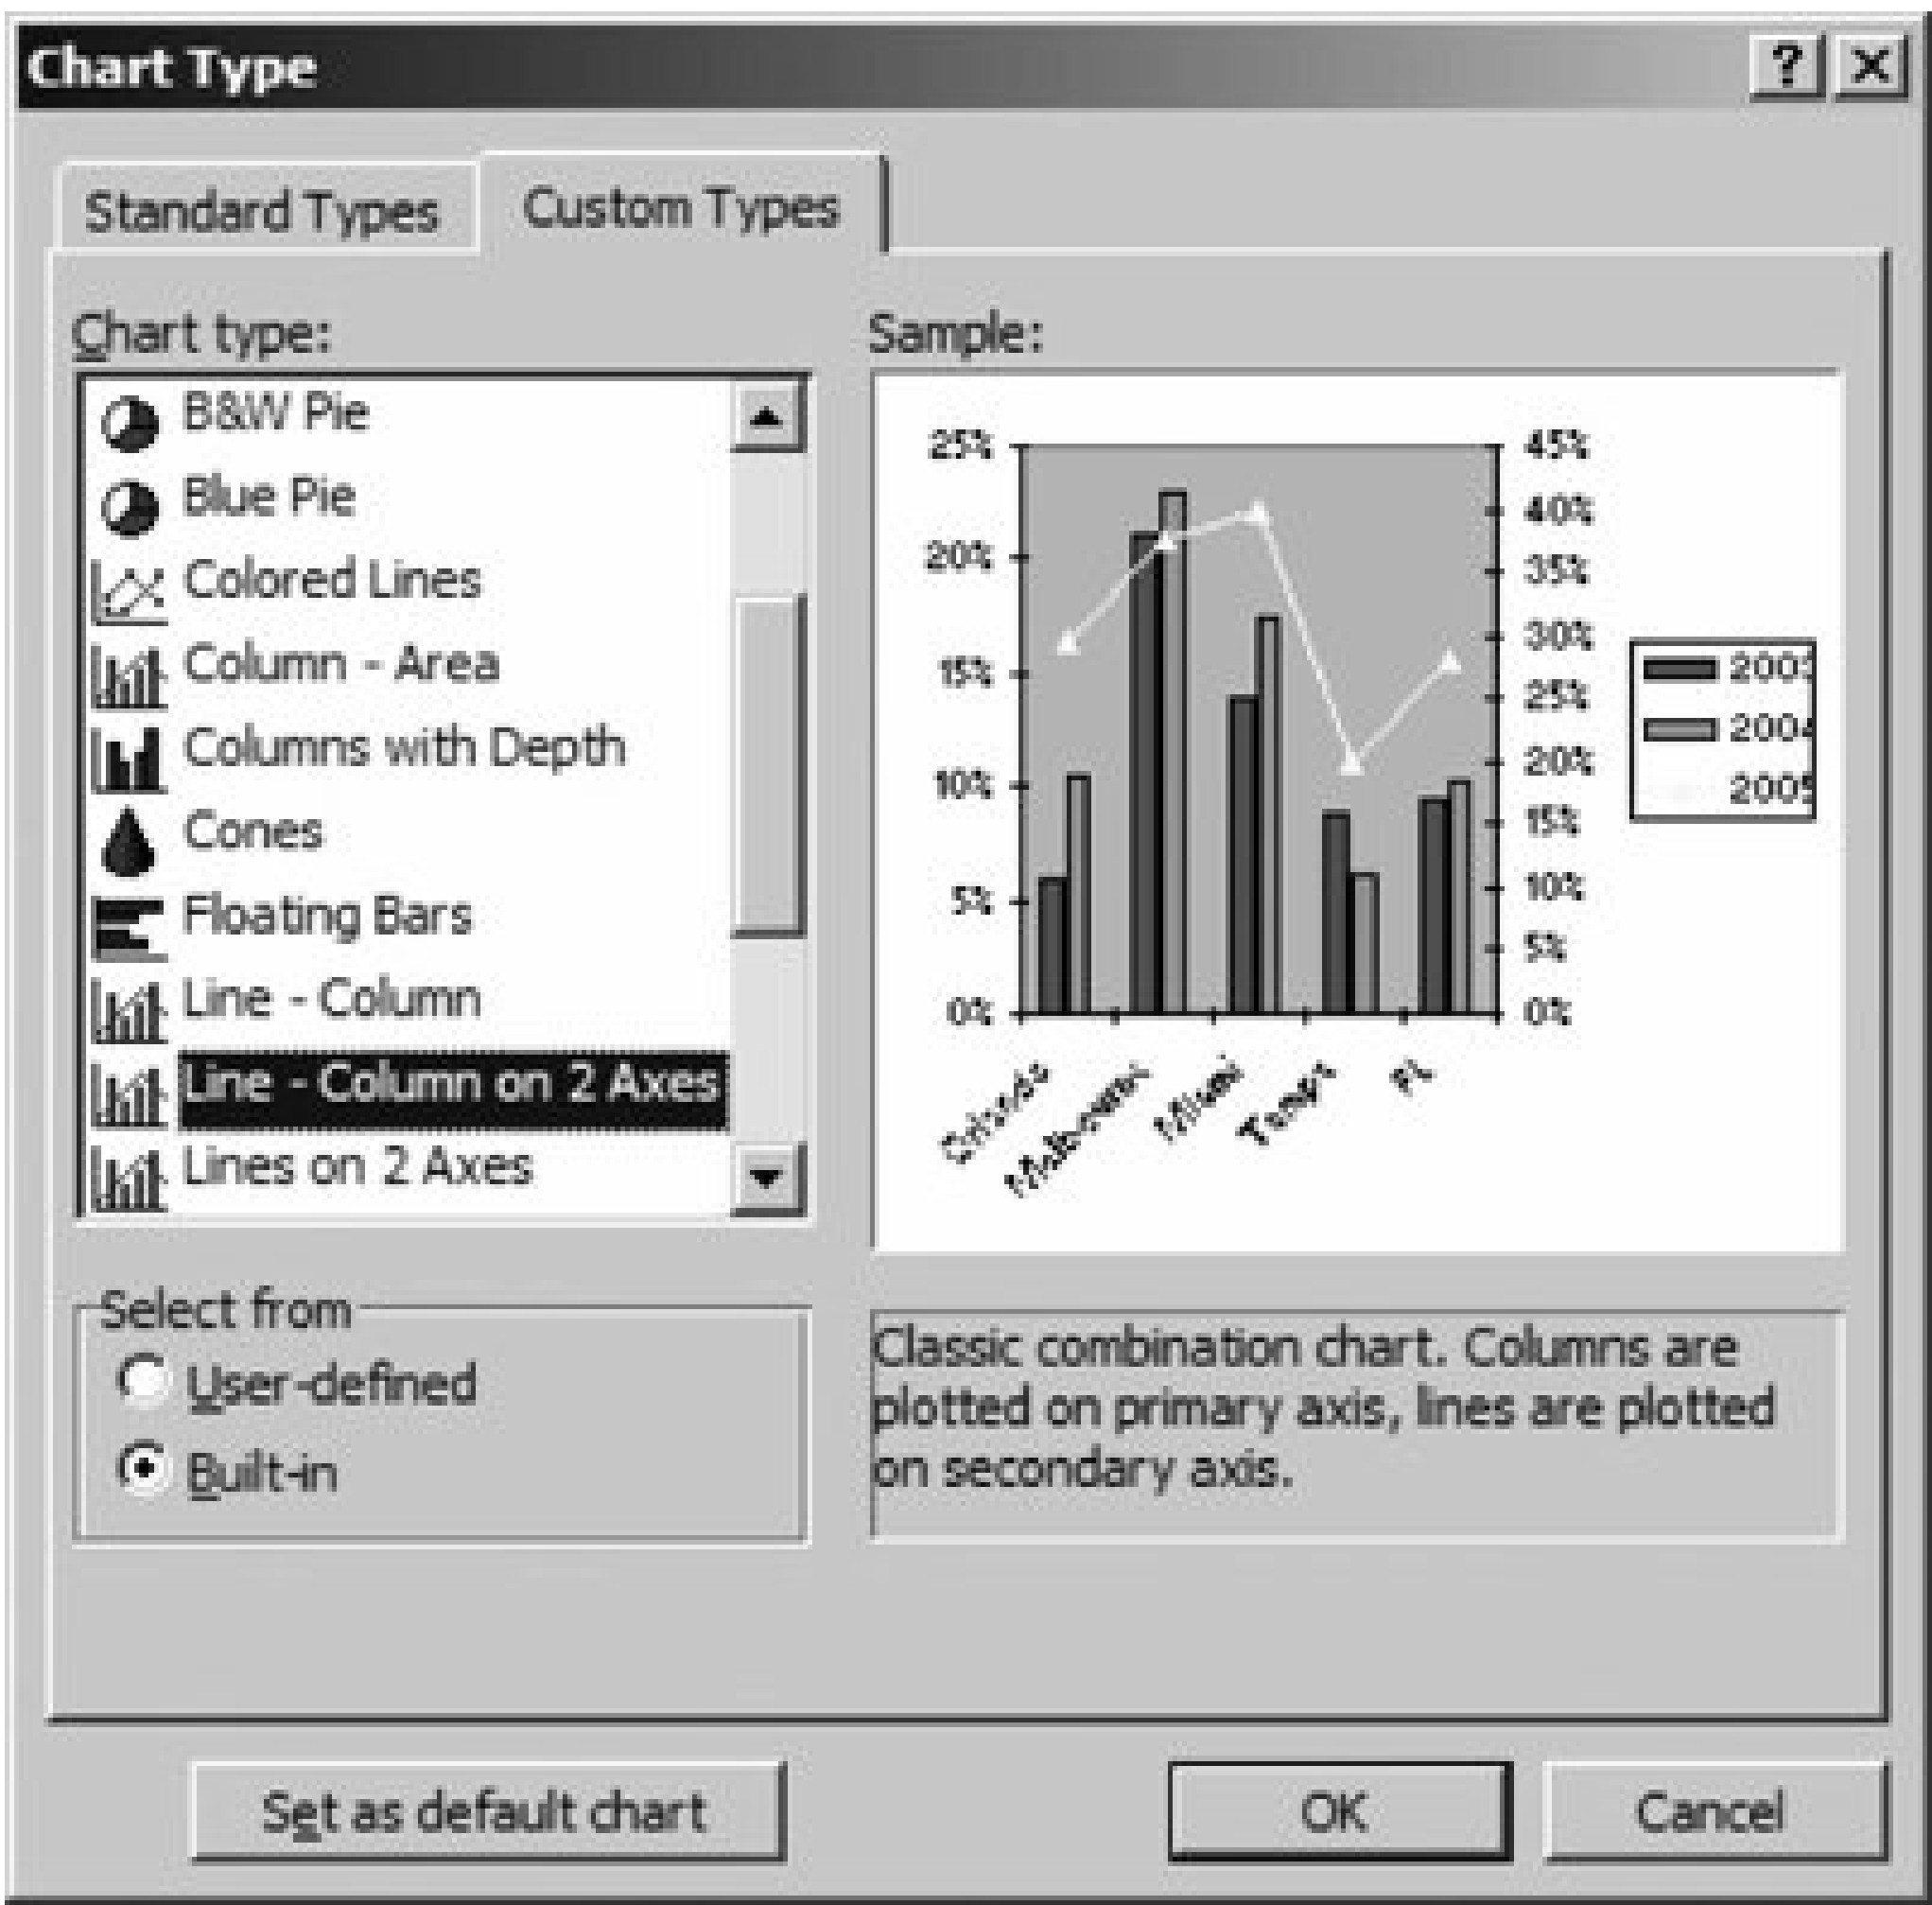 Chart Type
Standard Types
Custom Types
Chart type:
B&W Pie
Blue Pie
Colored Lines
Column - Area
Columns with Depth
Cones
Floating Bars
Line - Column
Line - Column on 2 Axes
Lines on 2 Axes
Select from
User-defined
Built-in
Sample:
25%
20%
15%
10%
5%
0%
45%
40%
35%
30%
25%
20%
15%
10%
5%
0%
Miami
FL
2003
2004
2005
Classic combination chart. Columns are
plotted on primary axis, lines are plotted
on secondary axis.
Set as default chart
OK
Cancel